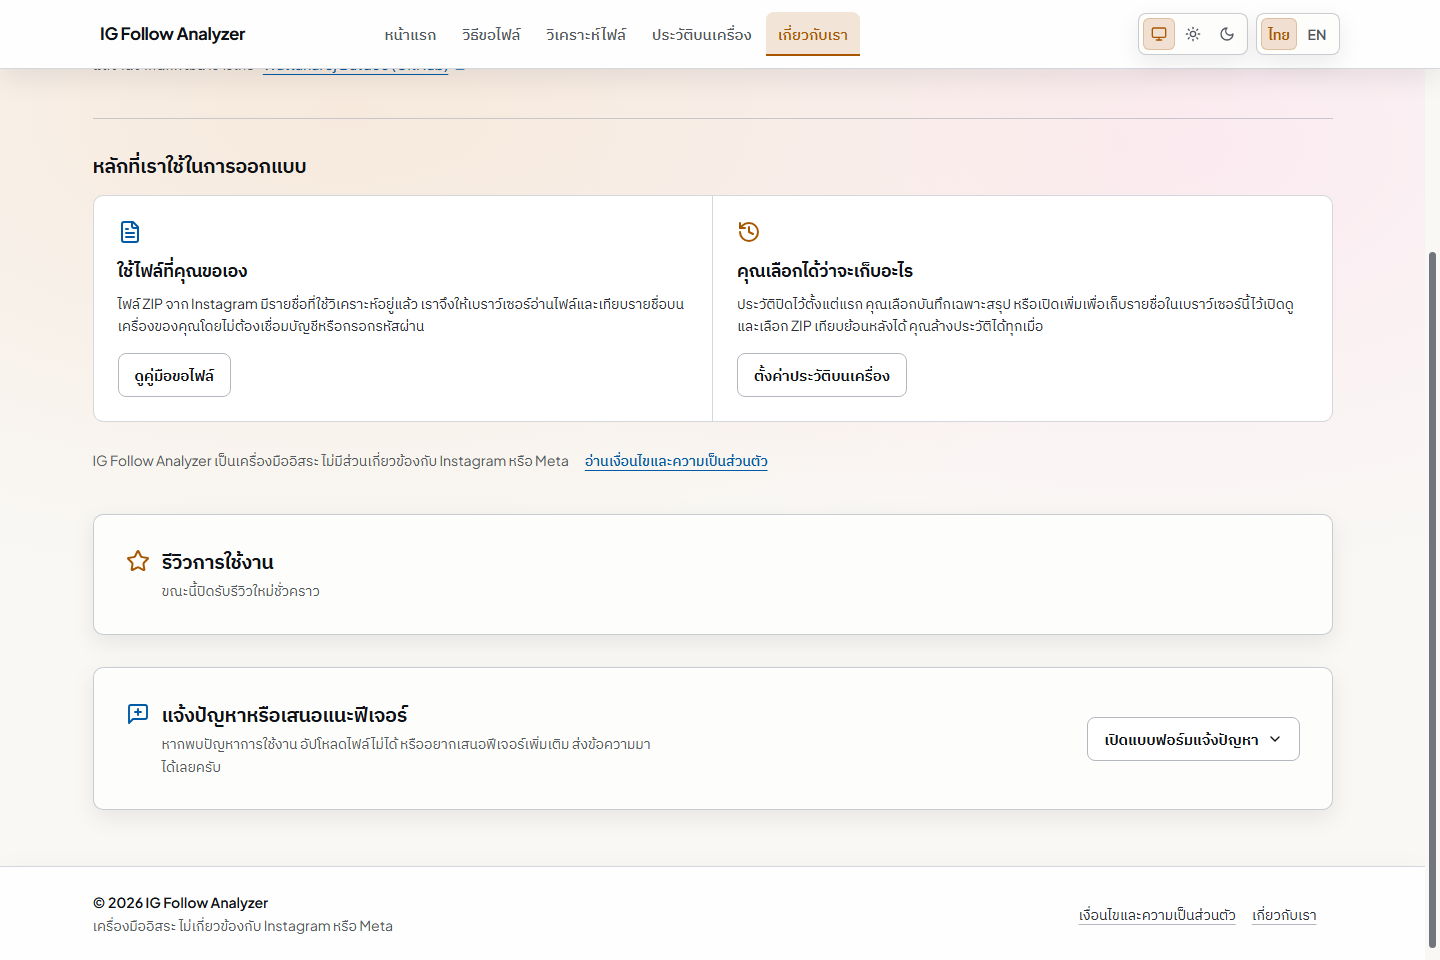 IG Follow Analyzer
หน้าแรก
วิธีขอไฟล์
วิเคราะห์ไฟล์
ประวัติบนเครื่อง
เกี่ยวกับเรา
ไทย
EN
หลักที่เราใช้ในการออกแบบ
ใช้ไฟล์ที่คุณขอเอง
ไฟล์ ZIP จาก Instagram มีรายชื่อที่ใช้วิเคราะห์อยู่แล้ว เราจึงให้เบราว์เซอร์อ่านไฟล์และเทียบรายชื่อบน
เครื่องของคุณโดยไม่ต้องเชื่อมบัญชีหรือกรอกรหัสผ่าน
ดูคู่มือขอไฟล์
คุณเลือกได้ว่าจะเก็บอะไร
ประวัติปิดไว้ตั้งแต่แรก คุณเลือกบันทึกเฉพาะสรุป หรือเปิดเพิ่มเพื่อเก็บรายชื่อในเบราว์เซอร์นี้ไว้เปิดดู
และเลือก ZIP เทียบย้อนหลังได้ คุณล้างประวัติได้ทุกเมื่อ
ตั้งค่าประวัติบนเครื่อง
IG Follow Analyzer เป็นเครื่องมืออิสระ ไม่มีส่วนเกี่ยวข้องกับ Instagram หรือ Meta อ่านเงื่อนไขและความเป็นส่วนตัว
รีวิวการใช้งาน
ขณะนี้ปิดรับรีวิวใหม่ชั่วคราว
แจ้งปัญหาหรือเสนอแนะฟีเจอร์
หากพบปัญหาการใช้งาน อัปโหลดไฟล์ไม่ได้ หรืออยากเสนอฟีเจอร์เพิ่มเติม ส่งข้อความมา
ได้เลยครับ
เปิดแบบฟอร์มแจ้งปัญหา
© 2026 IG Follow Analyzer
เครื่องมืออิสระ ไม่เกี่ยวข้องกับ Instagram หรือ Meta
เงื่อนไขและความเป็นส่วนตัว
เกี่ยวกับเรา